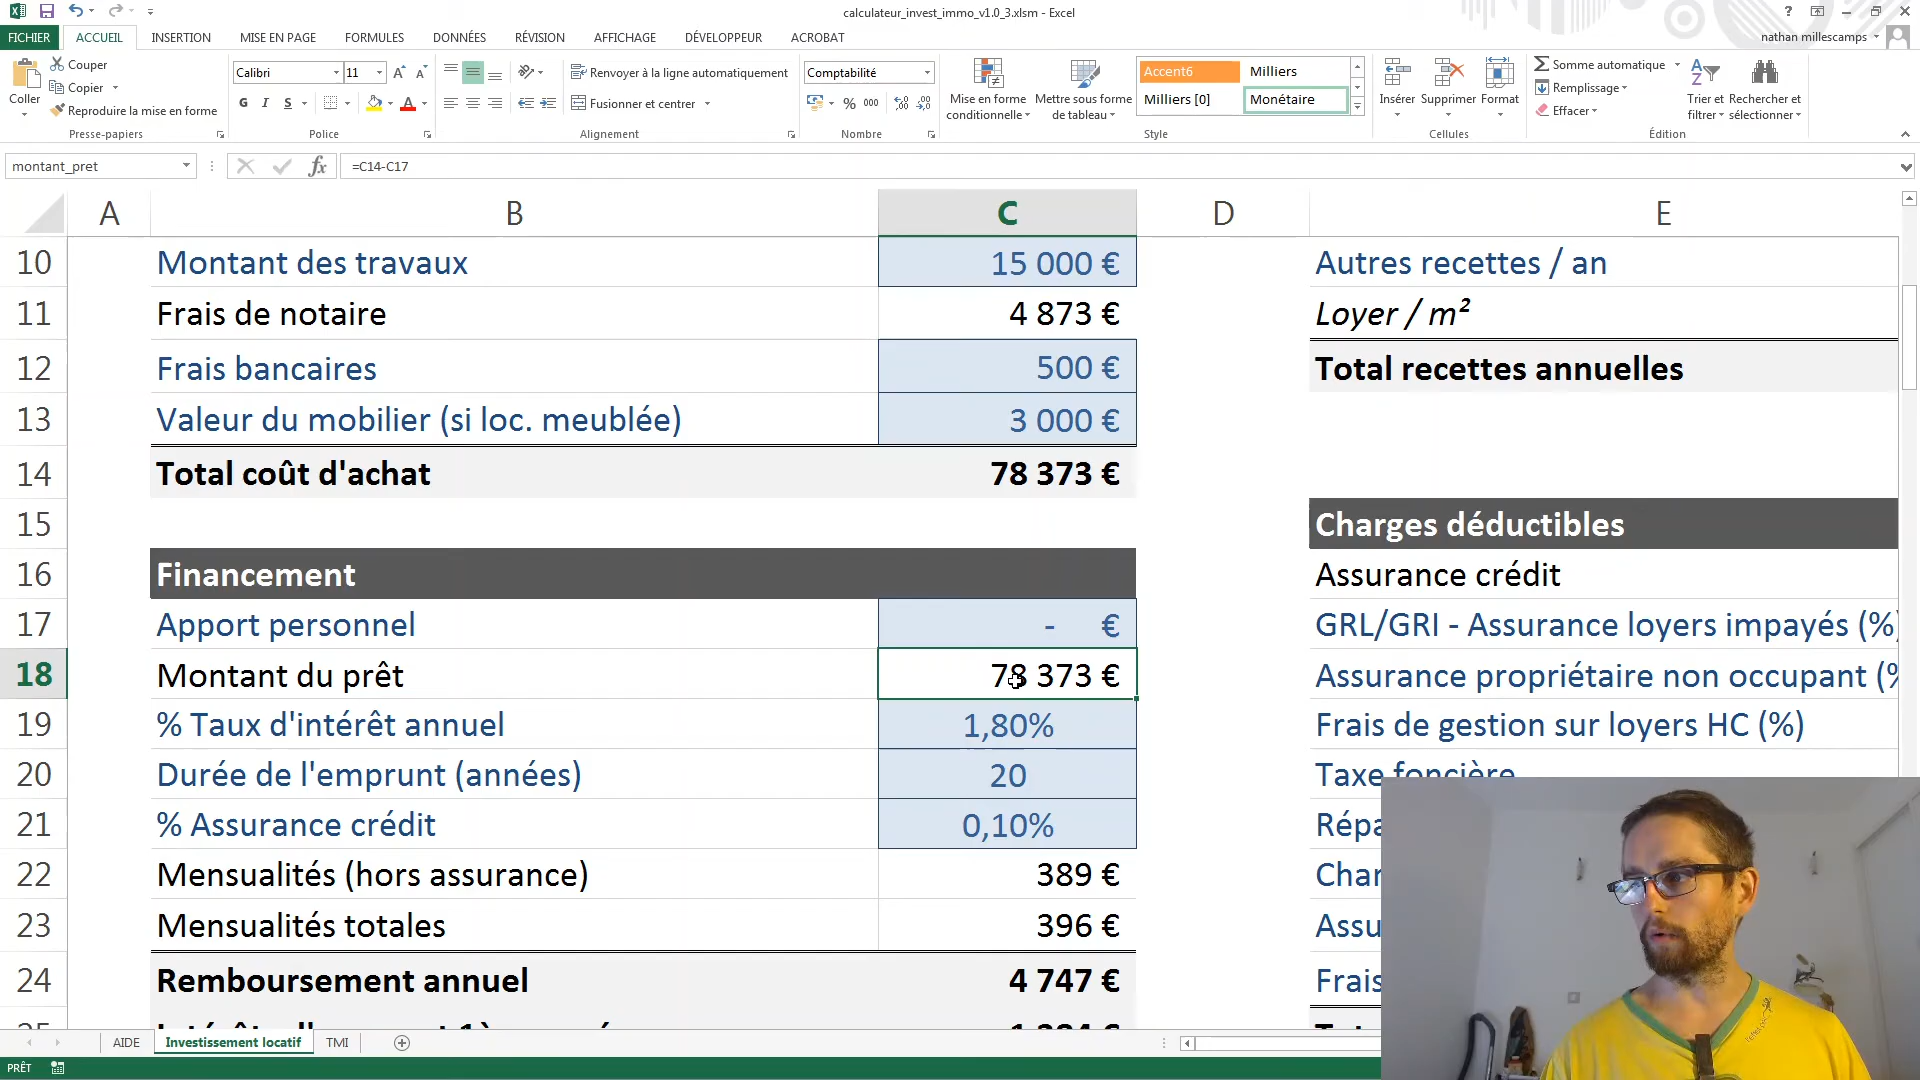 calculateur_invest_immo_v1.0_3.xlsm - Excel
FICHIER ACCUEIL INSERTION MISE EN PAGE FORMULES DONNÉES RÉVISION AFFICHAGE DÉVELOPPEUR ACROBAT nathan millescamps
Coller
Couper
Copier
Reproduire la mise en forme
Presse-papiers
Calibri 11
G I S
Police
Renvoyer à la ligne automatiquement
Fusionner et centrer
Alignement
Comptabilité
% 000
Nombre
Mise en forme conditionnelle
Mettre sous forme de tableau
Accent6 Milliers
Milliers [0] Monétaire
Style
Insérer Supprimer Format
Cellules
Somme automatique
Remplissage
Effacer
Trier et filtrer
Rechercher et sélectionner
Édition
montant_pret fx =C14-C17
A B C D E
10 Montant des travaux 15 000 € Autres recettes / an
11 Frais de notaire 4 873 € Loyer / m²
12 Frais bancaires 500 € Total recettes annuelles
13 Valeur du mobilier (si loc. meublée) 3 000 €
14 Total coût d'achat 78 373 €
15 Charges déductibles
16 Financement Assurance crédit
17 Apport personnel - € GRL/GRI - Assurance loyers impayés (%)
18 Montant du prêt 78 373 € Assurance propriétaire non occupant (%
19 % Taux d'intérêt annuel 1,80% Frais de gestion sur loyers HC (%)
20 Durée de l'emprunt (années) 20 Taxe foncière
21 % Assurance crédit 0,10% Répa
22 Mensualités (hors assurance) 389 € Char
23 Mensualités totales 396 € Assu
24 Remboursement annuel 4 747 € Frais
AIDE Investissement locatif TMI
PRÊT